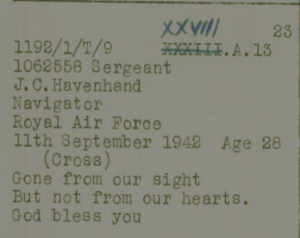 XXVIII 23
1192/1/T/9 XXXIII.A.13
1062558 Sergeant
J.C.Havenhand
Navigator
Royal Air Force
11th September 1942 Age 28
(Cross)
Gone from our sight
But not from our hearts.
God bless you